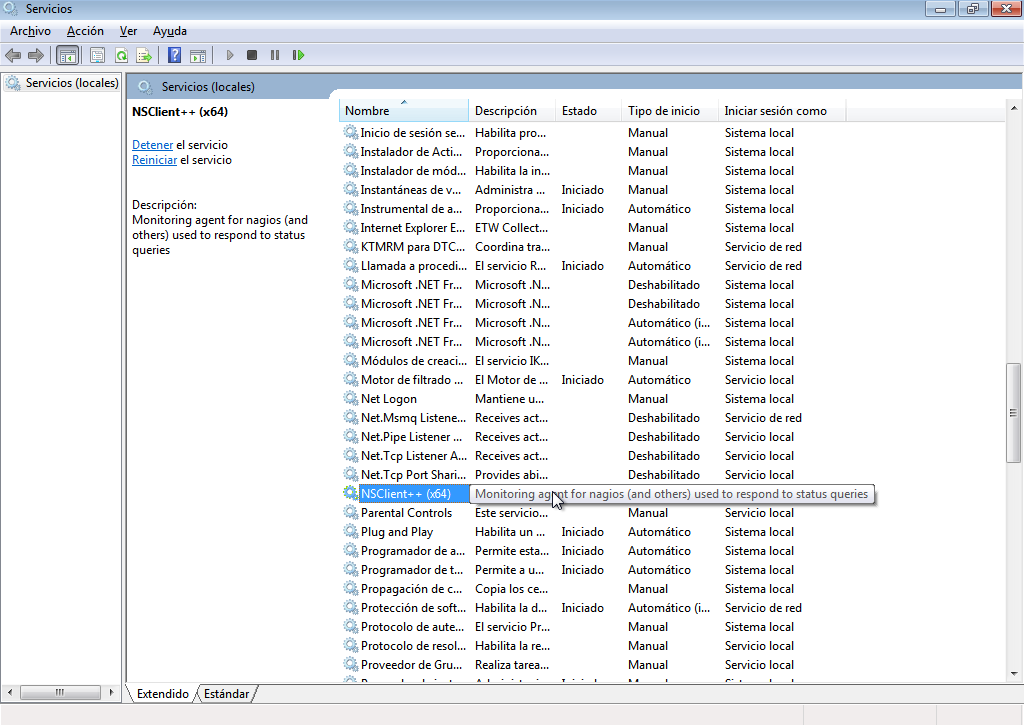 Servicios
Archivo Acción Ver Ayuda
Servicios (locales)
Servicios (locales)
NSClient++ (x64)
Detener el servicio
Reiniciar el servicio
Descripción:
Monitoring agent for nagios (and
others) used to respond to status
queries
Nombre Descripción Estado Tipo de inicio Iniciar sesión como
Inicio de sesión se... Habilita pro... Manual Sistema local
Instalador de Acti... Proporciona... Manual Sistema local
Instalador de mód... Habilita la in... Manual Sistema local
Instantáneas de v... Administra ... Iniciado Manual Sistema local
Instrumental de a... Proporciona... Iniciado Automático Sistema local
Internet Explorer E... ETW Collect... Manual Sistema local
KTMRM para DTC... Coordina tra... Manual Servicio de red
Llamada a procedi... El servicio R... Iniciado Automático Servicio de red
Microsoft .NET Fr... Microsoft .N... Deshabilitado Sistema local
Microsoft .NET Fr... Microsoft .N... Deshabilitado Sistema local
Microsoft .NET Fr... Microsoft .N... Automático (i... Sistema local
Microsoft .NET Fr... Microsoft .N... Automático (i... Sistema local
Módulos de creaci... El servicio IK... Manual Sistema local
Motor de filtrado ... El Motor de ... Iniciado Automático Servicio local
Net Logon Mantiene u... Manual Sistema local
Net.Msmq Listene... Receives act... Deshabilitado Servicio de red
Net.Pipe Listener ... Receives act... Deshabilitado Servicio local
Net.Tcp Listener A... Receives act... Deshabilitado Servicio local
Net.Tcp Port Shari... Provides abi... Deshabilitado Servicio local
NSClient++ (x64) Monitoring agent for nagios (and others) used to respond to status queries
Parental Controls Este servicio... Manual Servicio local
Plug and Play Habilita un ... Iniciado Automático Sistema local
Programador de a... Permite esta... Iniciado Automático Sistema local
Programador de t... Permite a u... Iniciado Automático Sistema local
Propagación de c... Copia los ce... Manual Sistema local
Protección de soft... Habilita la d... Iniciado Automático (i... Servicio de red
Protocolo de aute... El servicio Pr... Manual Sistema local
Protocolo de resol... Habilita la re... Manual Servicio local
Proveedor de Gru... Realiza tarea... Manual Servicio local
Extendido Estándar